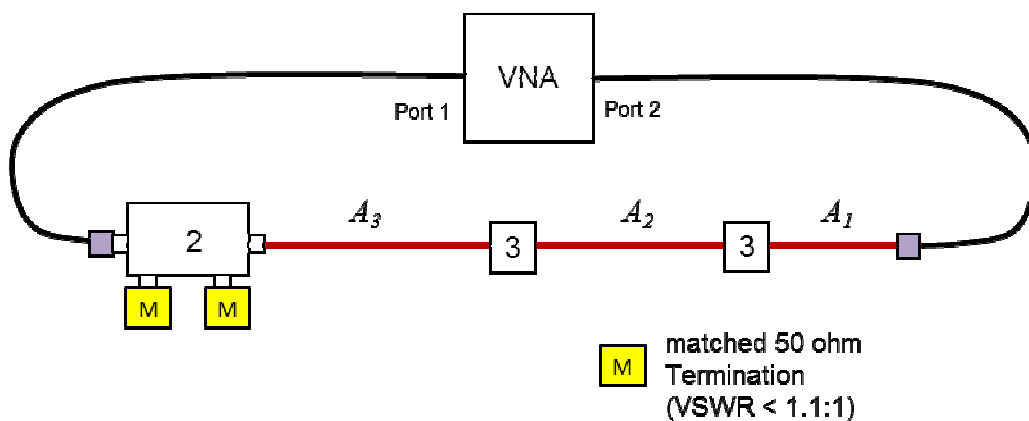 VNA
Port 1
Port 2
A3
A2
A1
2
3
3
M
M
M
matched 50 ohm
Termination
(VSWR < 1.1:1)